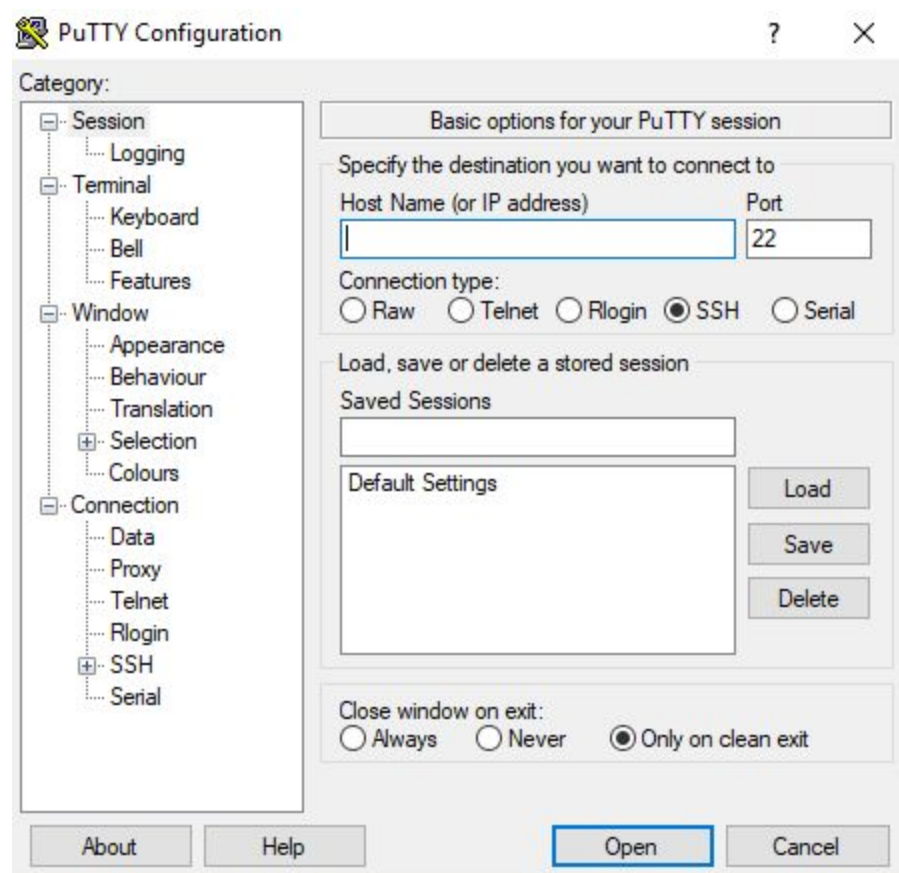 PuTTY Configuration
?
Category:
Session
Logging
Terminal
Keyboard
Bell
Features
Window
Appearance
Behaviour
Translation
Selection
Colours
Connection
Data
Proxy
Telnet
Rlogin
SSH
Serial
Basic options for your PuTTY session
Specify the destination you want to connect to
Host Name (or IP address) Port
22
Connection type:
Raw Telnet Rlogin SSH Serial
Load, save or delete a stored session
Saved Sessions
Default Settings
Load
Save
Delete
Close window on exit:
Always Never Only on clean exit
About Help Open Cancel